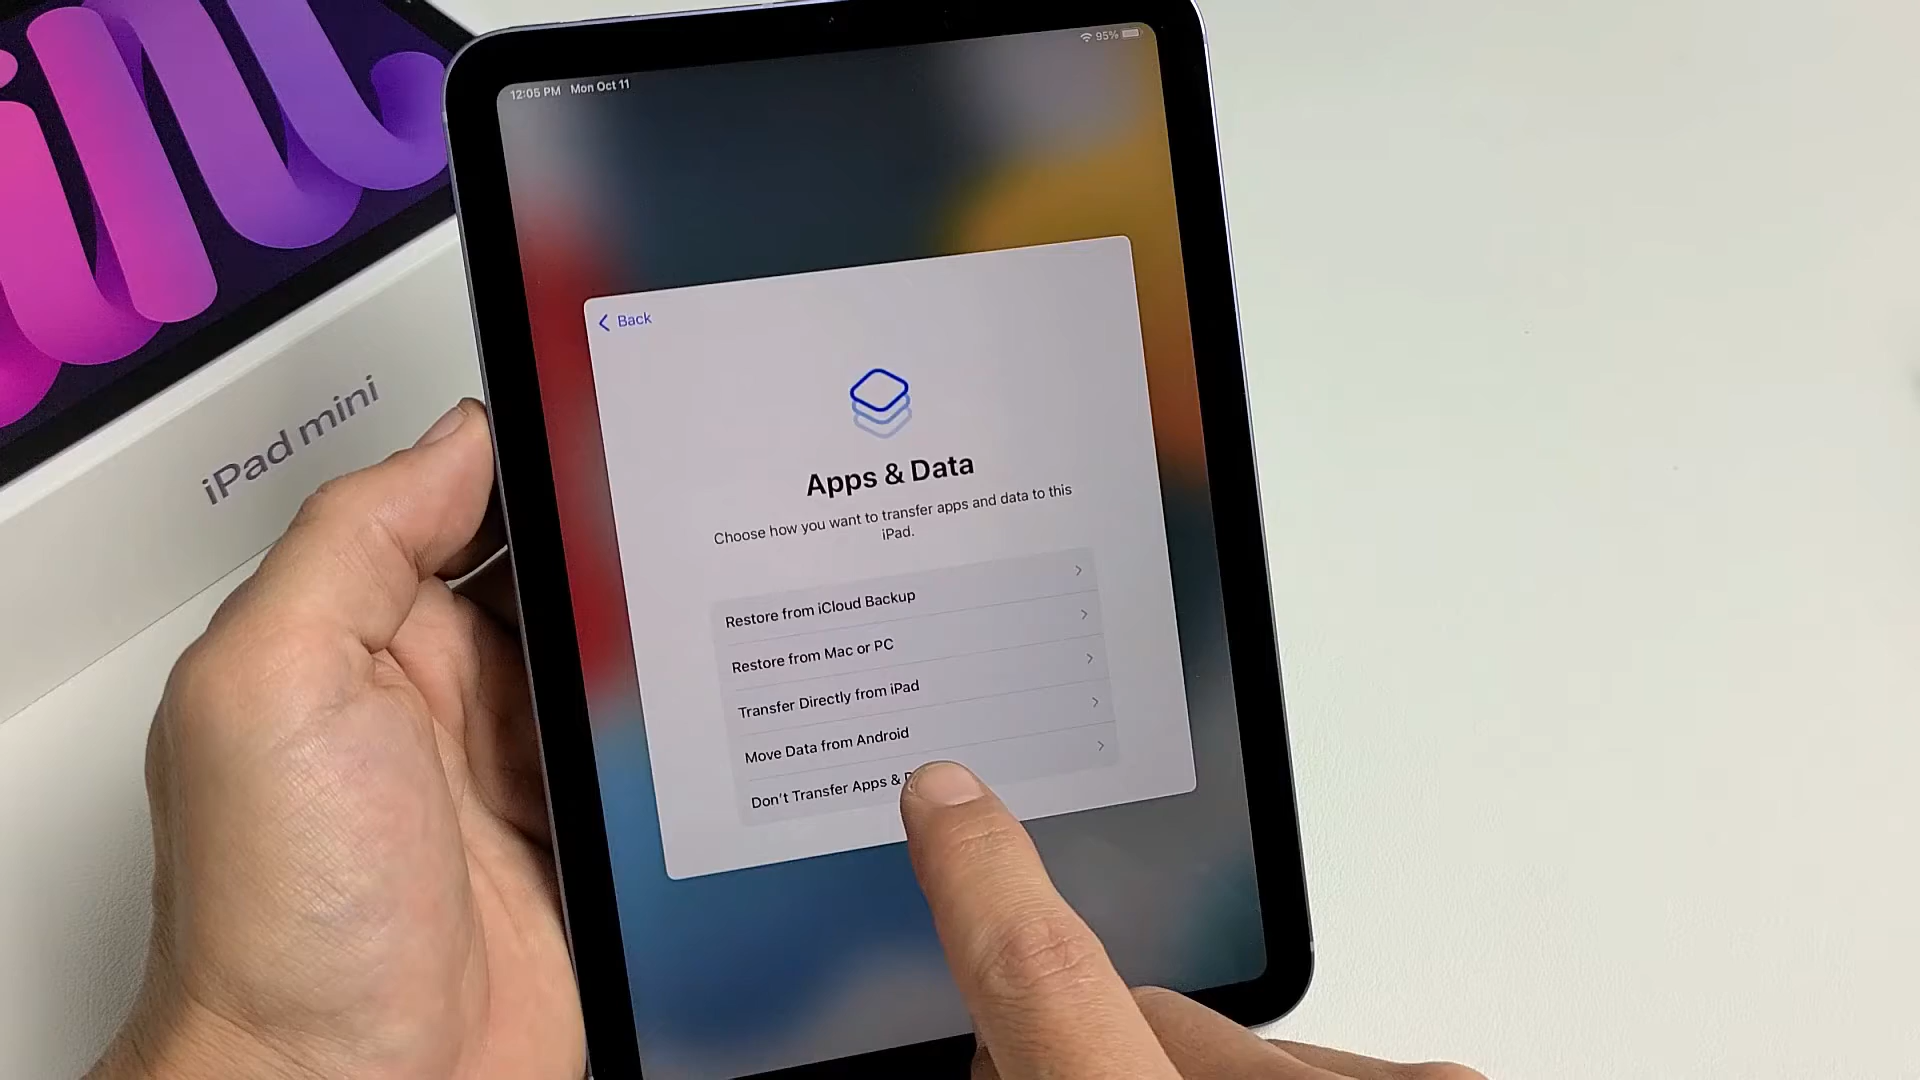 12:05 PM Mon Oct 11
95%
Back
Apps & Data
Choose how you want to transfer apps and data to this
iPad.
Restore from iCloud Backup
Restore from Mac or PC
Transfer Directly from iPad
Move Data from Android
Don't Transfer Apps &
iPad mini